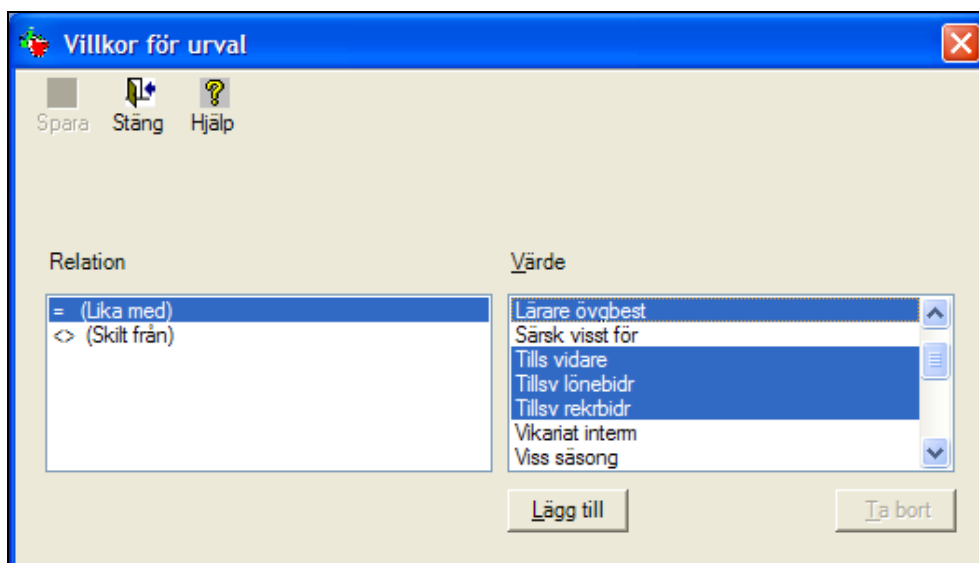 Villkor för urval
Spara Stäng Hjälp
Relation
Värde
= (Lika med)
<> (Skilt från)
Lärare övgbest
Särsk visst för
Tills vidare
Tillsv lönebidr
Tillsv rekrbidr
Vikariat interm
Viss säsong
Lägg till
Ta bort